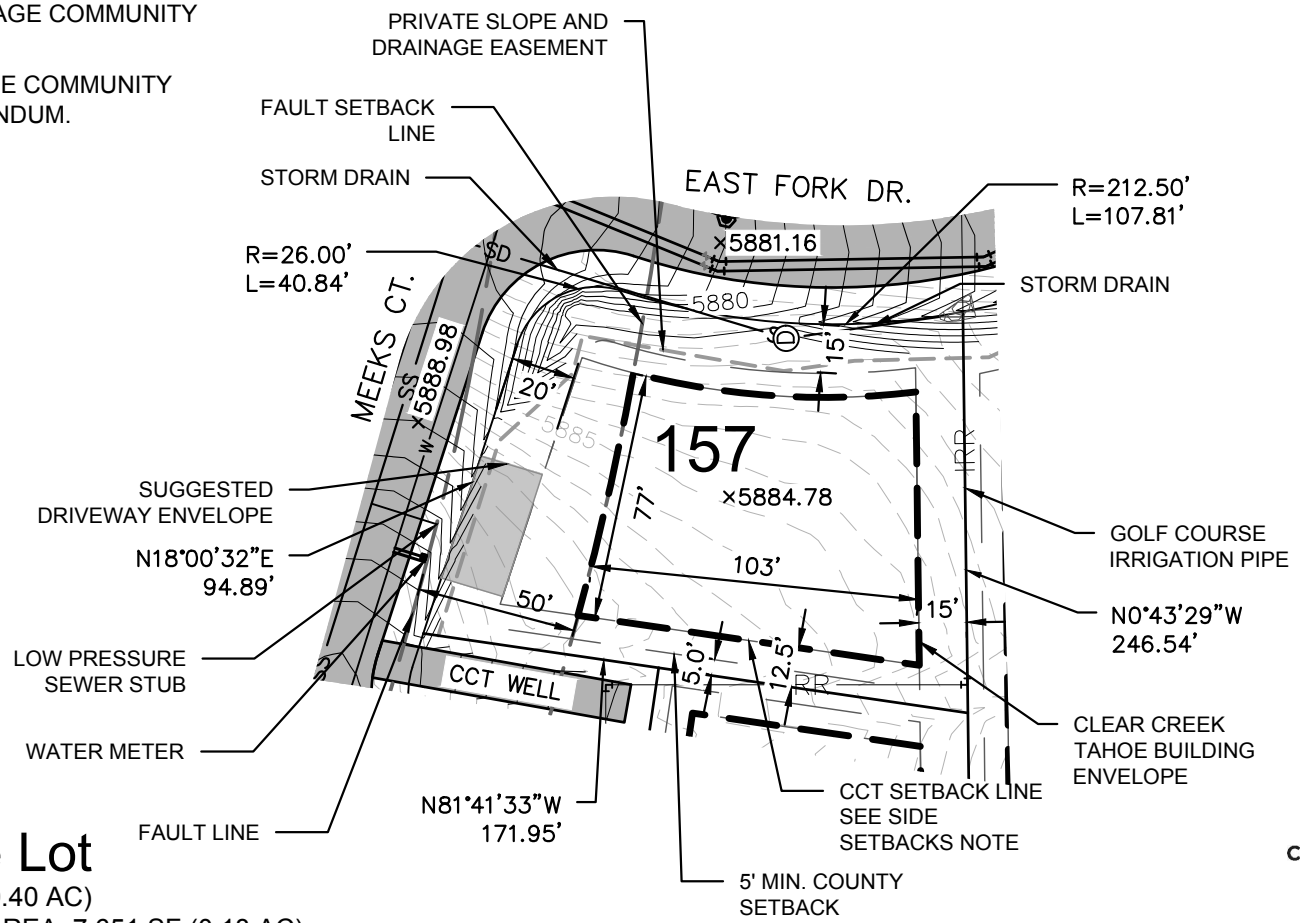 AGE COMMUNITY
E COMMUNITY
NDUM.
PRIVATE SLOPE AND
DRAINAGE EASEMENT
FAULT SETBACK
LINE
STORM DRAIN
EAST FORK DR.
R=212.50'
L=107.81'
×5881.16
R=26.00'
L=40.84'
SD
5880
STORM DRAIN
MEEKS CT.
SS
×5888.98
W
D
15'
20'
5885
157
×5884.78
77'
IRR
SUGGESTED
DRIVEWAY ENVELOPE
N18°00'32"E
94.89'
GOLF COURSE
IRRIGATION PIPE
103'
50'
15'
N0°43'29"W
246.54'
LOW PRESSURE
SEWER STUB
CCT WELL
5.0'
12.5'
RR
WATER METER
CLEAR CREEK
TAHOE BUILDING
ENVELOPE
N81°41'33"W
171.95'
CCT SETBACK LINE
SEE SIDE
SETBACKS NOTE
FAULT LINE
5' MIN. COUNTY
SETBACK
Lot
.40 AC)
C